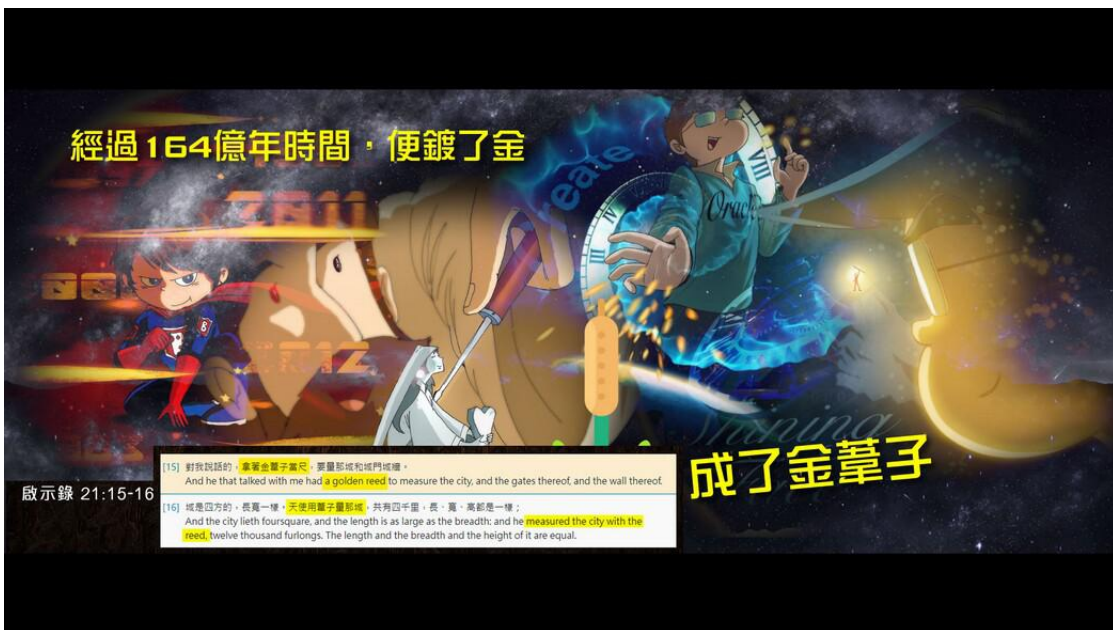 經過164億年時間，便鍍了金
2011
reate
VIII
Oracle
IV
III
2012
Shining
成了金葦子
啟示錄 21:15-16
[15] 對我說話的，拿著金葦子當尺，要量那城和城門城牆。
And he that talked with me had a golden reed to measure the city, and the gates thereof, and the wall thereof.
[16] 城是四方的，長寬一樣。天使用葦子量那城，共有四千里，長、寬、高都是一樣；
And the city lieth foursquare, and the length is as large as the breadth: and he measured the city with the
reed, twelve thousand furlongs. The length and the breadth and the height of it are equal.